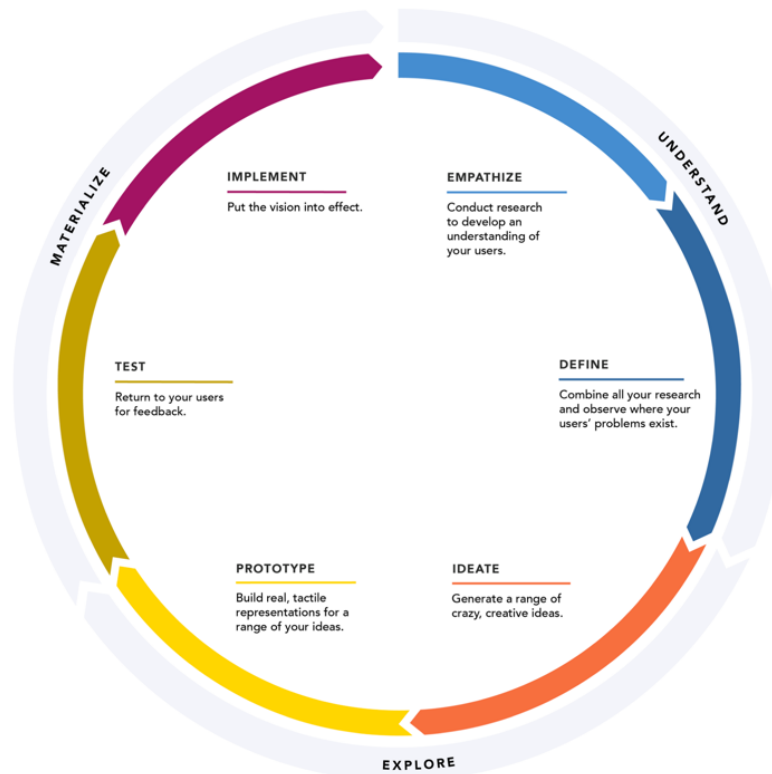 UNDERSTAND
EMPATHIZE
Conduct research
to develop an
understanding of
your users.
DEFINE
Combine all your research
and observe where your
users’ problems exist.
EXPLORE
IDEATE
Generate a range of
crazy, creative ideas.
PROTOTYPE
Build real, tactile
representations for a
range of your ideas.
MATERIALIZE
TEST
Return to your users
for feedback.
IMPLEMENT
Put the vision into effect.